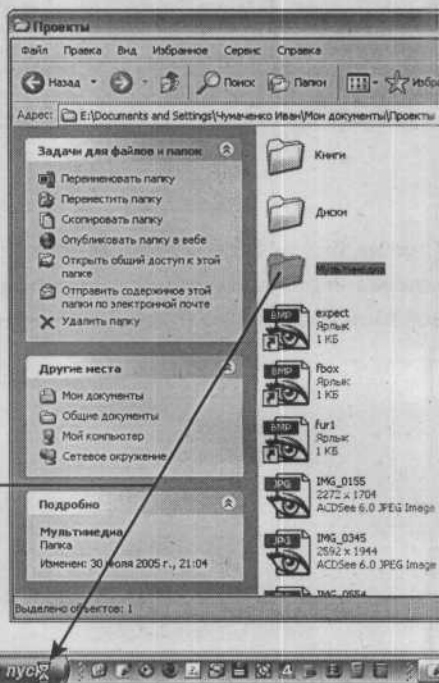 Проекты
Файл Правка Вид Избранное Сервис Справка
Назад Поиск Папки
Адрес: E:\Documents and Settings\Чумаченко Иван\Мои документы\Проекты
Задачи для файлов и папок
Переименовать папку
Переместить папку
Скопировать папку
Опубликовать папку в вебе
Открыть общий доступ к этой
папке
Отправить содержимое этой
папки по электронной почте
Удалить папку
Другие места
Мои документы
Общие документы
Мой компьютер
Сетевое окружение
Подробно
Мультимедиа
Папка
Изменен: 30 июля 2005 г., 21:04
Книги
Диски
Мультимедиа
BMP expect
Ярлык
1 КБ
BMP fbox
Ярлык
1 КБ
BMP fur1
Ярлык
1 КБ
JPG IMG_0155
2272 x 1704
ACDSee 6.0 JPEG Image
JPG IMG_0345
2592 x 1944
ACDSee 6.0 JPEG Image
Выделено объектов: 1
пуск